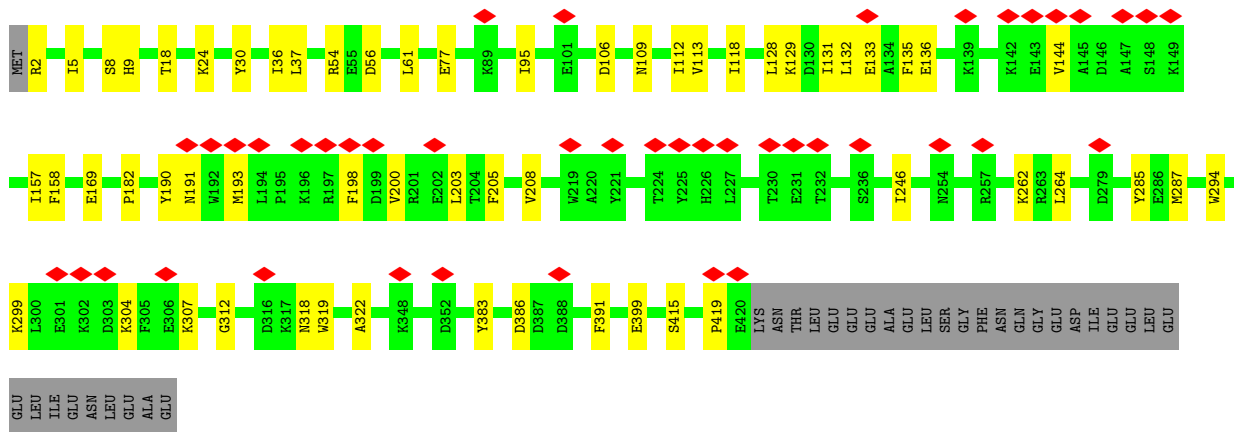 MET R2 I5 S8 H9 T18 K24 Y30 I36 L37 R54 E55 D56 L61 E77 K89 I95 E101 D106 N109 I112 V113 I118 L128 K129 D130 I131 L132 E133 A134 F135 E136 K139 K142 E143 V144 A145 D146 A147 S148 K149
I157 F158 E169 P182 Y190 N191 W192 M193 L194 P195 K196 R197 F198 D199 V200 R201 E202 L203 T204 F205 V208 W219 A220 Y221 T224 Y225 H226 L227 T230 E231 T232 S236 I246 N254 R257 K262 R263 L264 D279 Y285 E286 M287 W294
K299 L300 E301 K302 D303 K304 F305 E306 K307 G312 D316 K317 N318 W319 A322 K348 D352 Y383 D386 D387 D388 F391 E399 S415 P419 E420 LYS ASN THR LEU GLU GLU GLU ALA GLU LEU SER GLY PHE ASN GLN GLY GLU ASP ILE GLU GLU LEU GLU
GLU LEU ILE GLU ASN LEU GLU ALA GLU